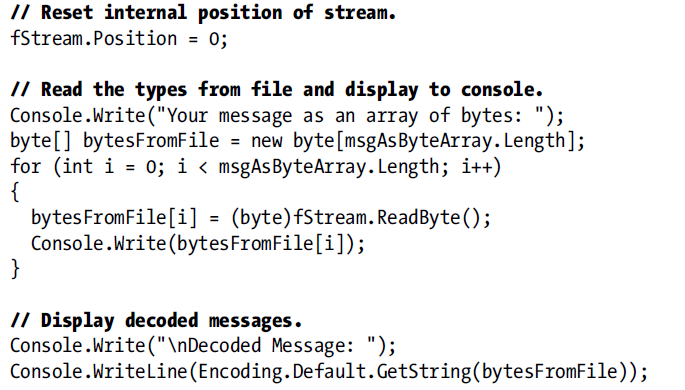 // Reset internal position of stream.
fStream.Position = 0;

// Read the types from file and display to console.
Console.Write("Your message as an array of bytes: ");
byte[] bytesFromFile = new byte[msgAsByteArray.Length];
for (int i = 0; i < msgAsByteArray.Length; i++)
{
  bytesFromFile[i] = (byte)fStream.ReadByte();
  Console.Write(bytesFromFile[i]);
}

// Display decoded messages.
Console.Write("\nDecoded Message: ");
Console.WriteLine(Encoding.Default.GetString(bytesFromFile));